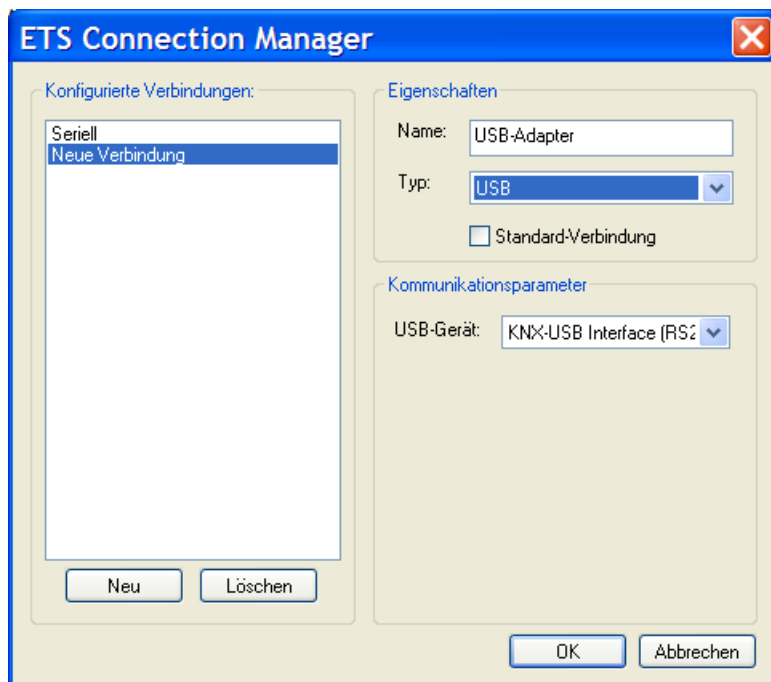 ETS Connection Manager
Konfigurierte Verbindungen:
Seriell
Neue Verbindung
Neu
Löschen
Eigenschaften
Name: USB-Adapter
Typ: USB
Standard-Verbindung
Kommunikationsparameter
USB-Gerät: KNX-USB Interface (RS2
OK
Abbrechen